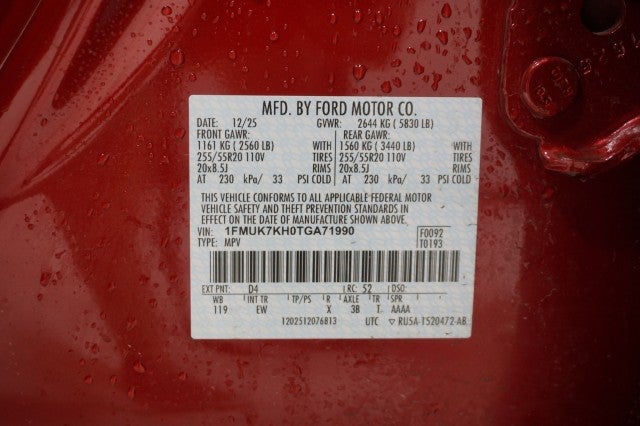 MFD. BY FORD MOTOR CO.
DATE: 12/25 GVWR: 2644 KG ( 5830 LB)
FRONT GAWR: REAR GAWR:
1161 KG ( 2560 LB) WITH 1560 KG ( 3440 LB) WITH
255/55R20 110V TIRES 255/55R20 110V TIRES
20x8.5J RIMS 20x8.5J RIMS
AT 230 kPa/ 33 PSI COLD AT 230 kPa/ 33 PSI COLD
THIS VEHICLE CONFORMS TO ALL APPLICABLE FEDERAL MOTOR
VEHICLE SAFETY AND THEFT PREVENTION STANDARDS IN
EFFECT ON THE DATE OF MANUFACTURE SHOWN ABOVE.
VIN: 1FMUK7KH0TGA71990 F0092
TYPE: MPV T0193
EXT PNT: D4 RC: 52 DSO:
WB INT TR TP/PS R AXLE TR SPR
119 EW X 3B T AAAA
1202512076813 UTC ▽ RU5A-1520472-AB